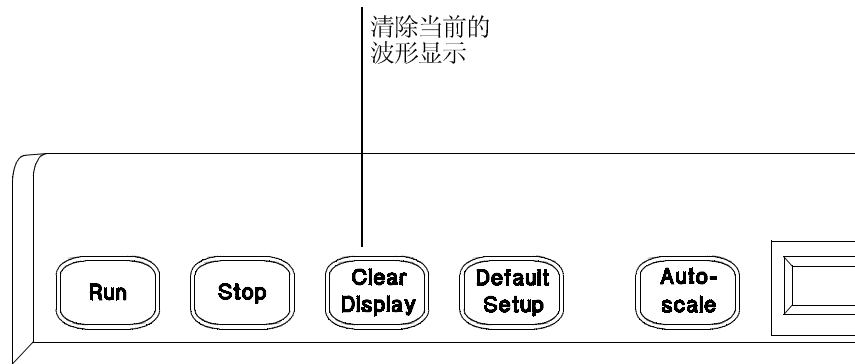 清除当前的
波形显示
Run
Stop
Clear
Display
Default
Setup
Auto-
scale